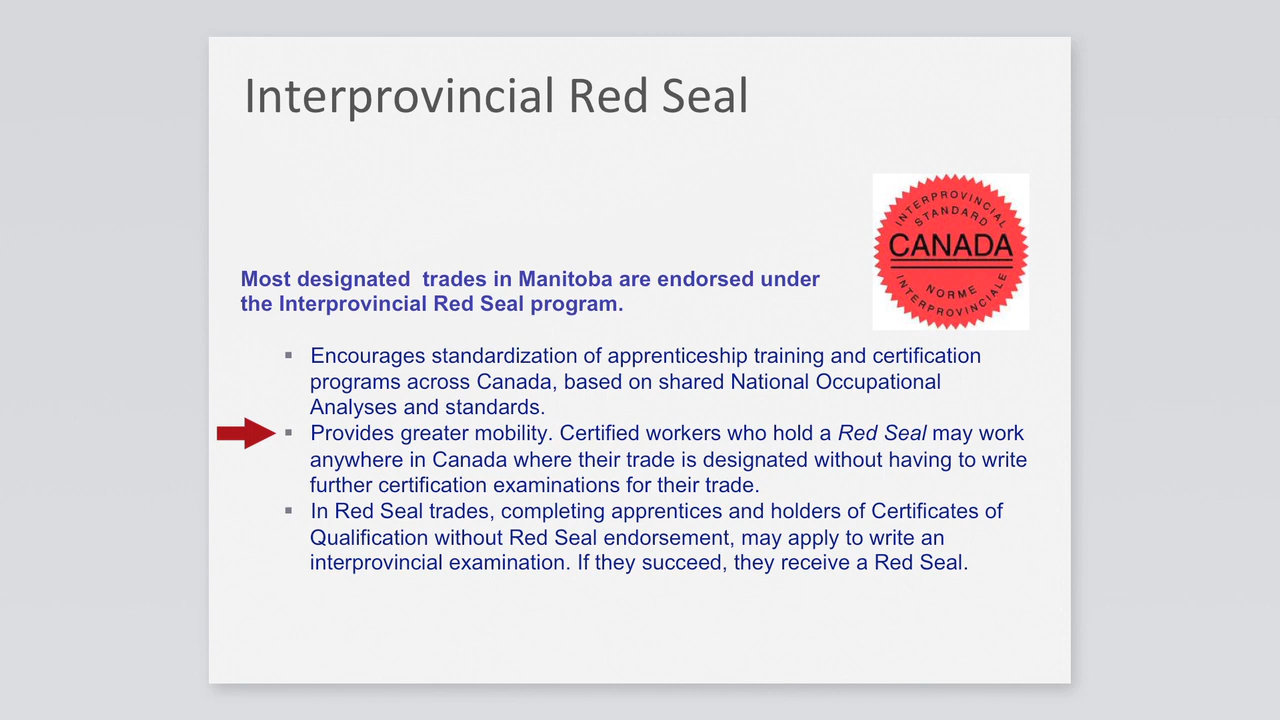 Interprovincial Red Seal
INTERPROVINCIAL
STANDARD
CANADA
NORME
INTERPROVINCIALE
Most designated  trades in Manitoba are endorsed under
the Interprovincial Red Seal program.
▪ Encourages standardization of apprenticeship training and certification
programs across Canada, based on shared National Occupational
Analyses and standards.
▪ Provides greater mobility. Certified workers who hold a Red Seal may work
anywhere in Canada where their trade is designated without having to write
further certification examinations for their trade.
▪ In Red Seal trades, completing apprentices and holders of Certificates of
Qualification without Red Seal endorsement, may apply to write an
interprovincial examination. If they succeed, they receive a Red Seal.